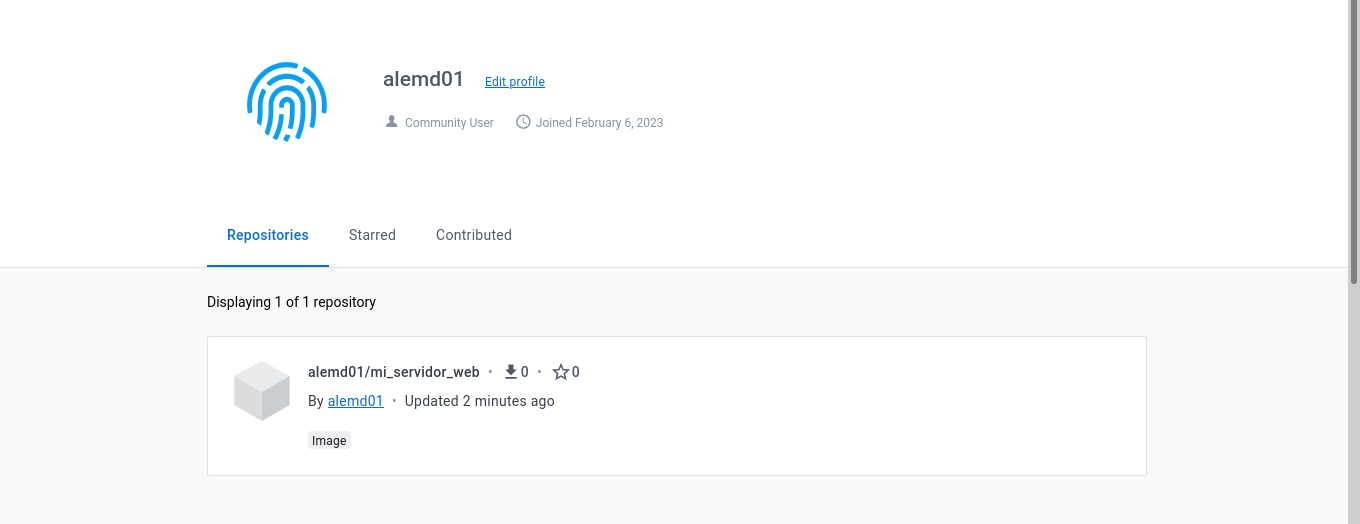 alemd01 Edit profile
Community User Joined February 6, 2023
Repositories Starred Contributed
Displaying 1 of 1 repository
alemd01/mi_servidor_web • 0 • 0
By alemd01 • Updated 2 minutes ago
Image